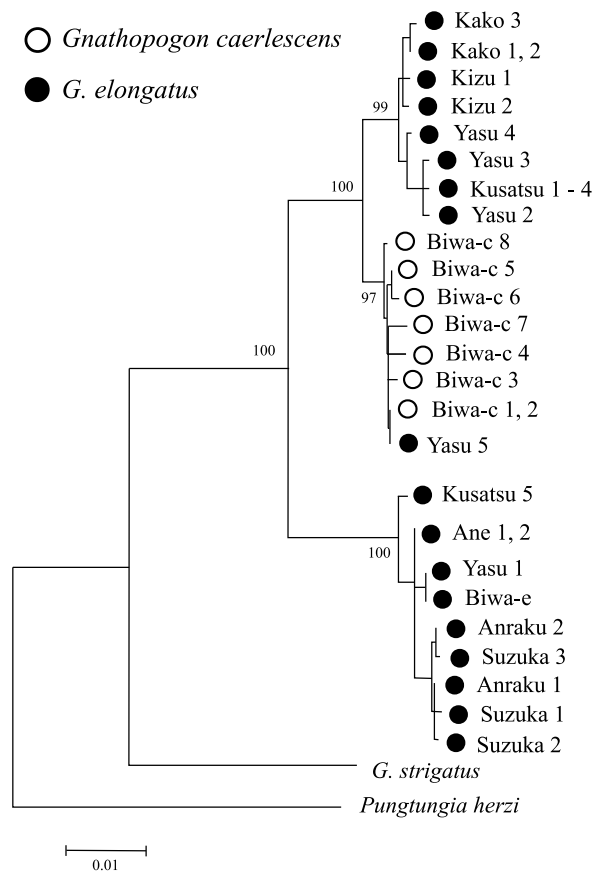 Gnathopogon caerlescens
G. elongatus
Kako 3
Kako 1, 2
Kizu 1
99
Kizu 2
Yasu 4
Yasu 3
100
Kusatsu 1 - 4
Yasu 2
Biwa-c 8
Biwa-c 5
97
Biwa-c 6
Biwa-c 7
100
Biwa-c 4
Biwa-c 3
Biwa-c 1, 2
Yasu 5
Kusatsu 5
Ane 1, 2
100
Yasu 1
Biwa-e
Anraku 2
Suzuka 3
Anraku 1
Suzuka 1
Suzuka 2
G. strigatus
Pungtungia herzi
0.01